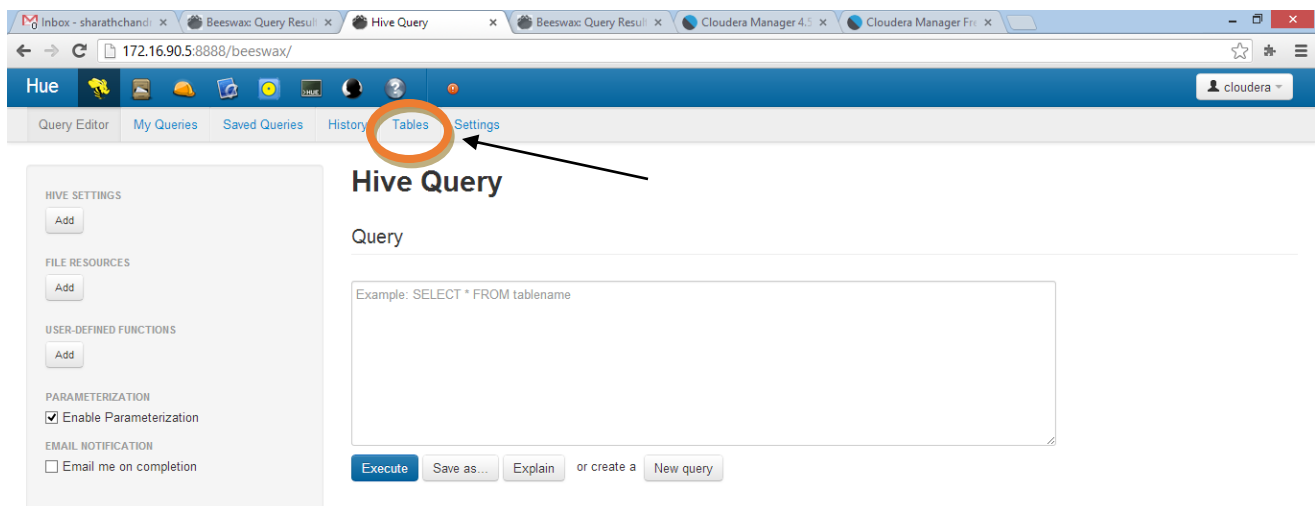 Inbox - sharathchand Beeswax: Query Result Hive Query Beeswax: Query Result Cloudera Manager 4.5 Cloudera Manager Fre
172.16.90.5:8888/beeswax/
Hue cloudera
Query Editor My Queries Saved Queries History Tables Settings
Hive Query
HIVE SETTINGS
Add
Query
FILE RESOURCES
Add
Example: SELECT * FROM tablename
USER-DEFINED FUNCTIONS
Add
PARAMETERIZATION
Enable Parameterization
EMAIL NOTIFICATION
Email me on completion
Execute Save as... Explain or create a New query